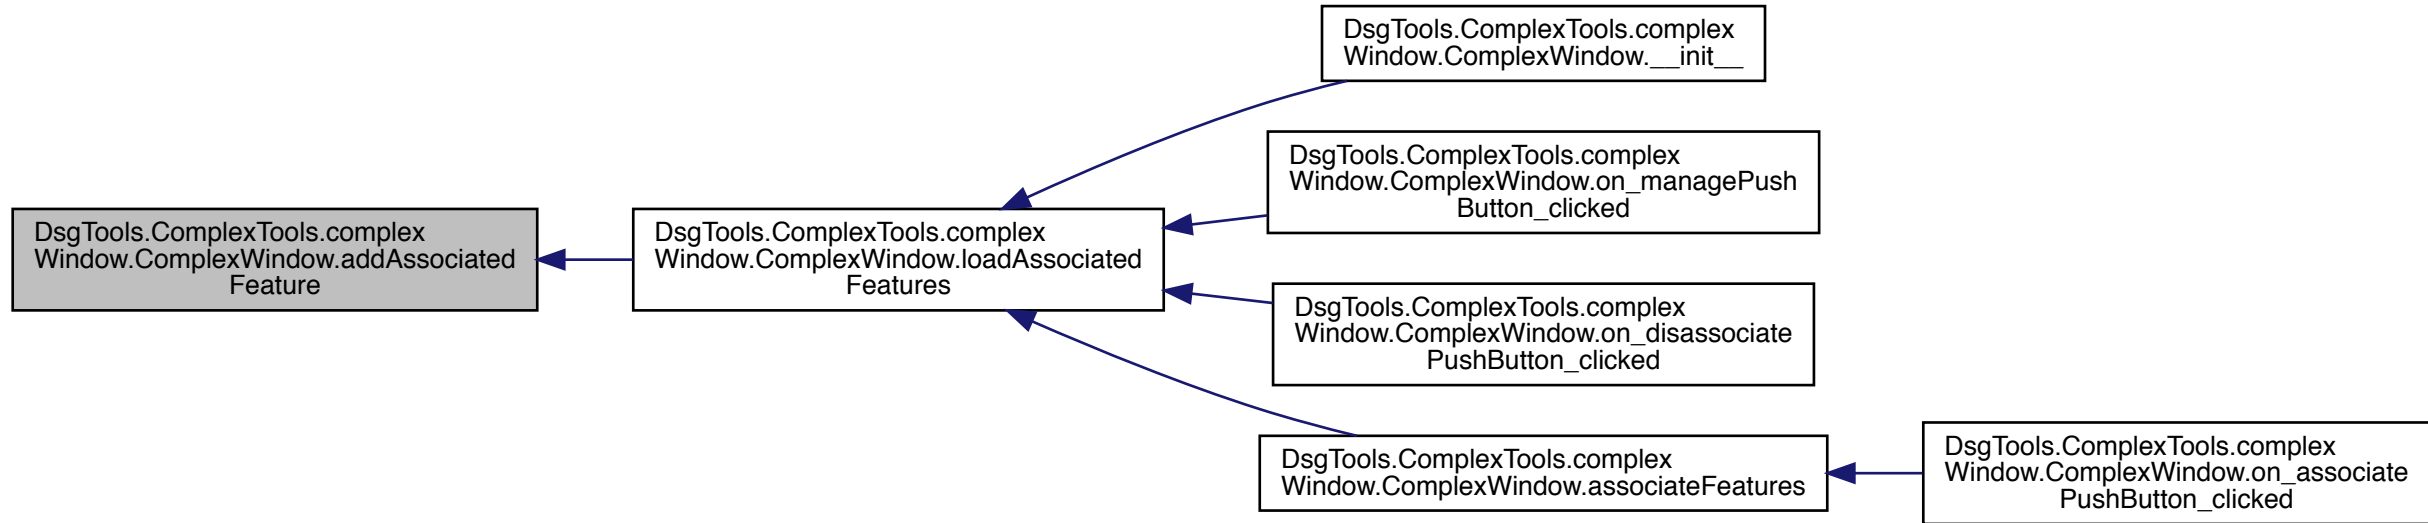 DsgTools.ComplexTools.complex
Window.ComplexWindow.__init__
DsgTools.ComplexTools.complex
Window.ComplexWindow.on_managePush
Button_clicked
DsgTools.ComplexTools.complex
Window.ComplexWindow.addAssociated
Feature
DsgTools.ComplexTools.complex
Window.ComplexWindow.loadAssociated
Features
DsgTools.ComplexTools.complex
Window.ComplexWindow.on_disassociate
PushButton_clicked
DsgTools.ComplexTools.complex
Window.ComplexWindow.associateFeatures
DsgTools.ComplexTools.complex
Window.ComplexWindow.on_associate
PushButton_clicked